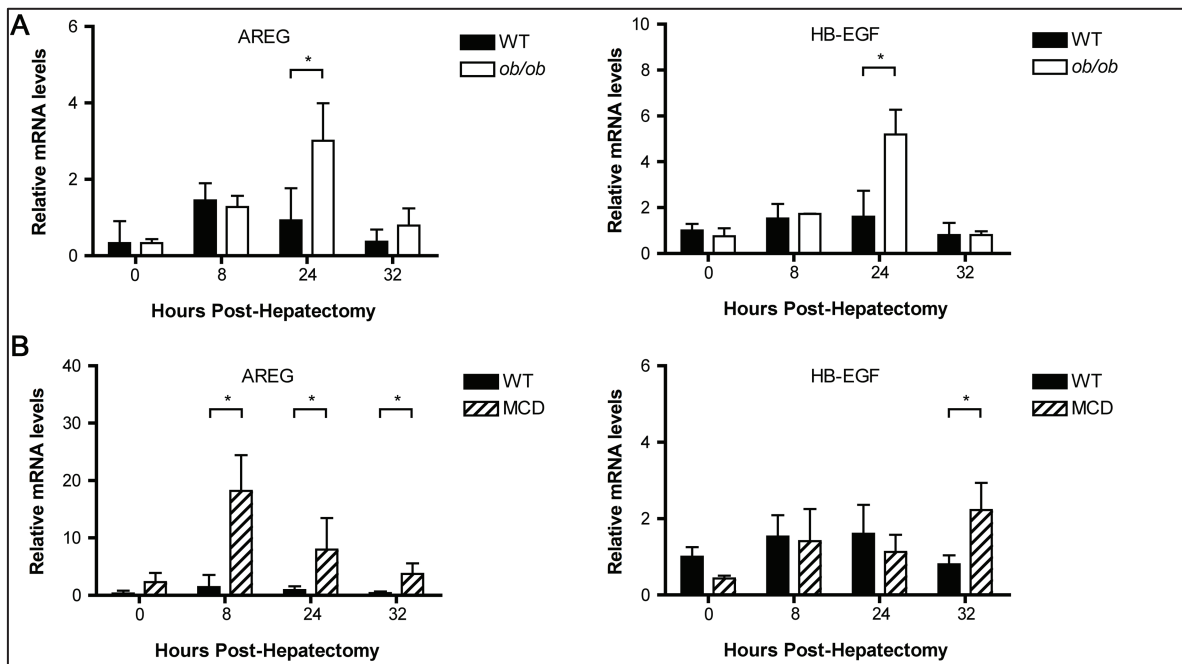 A
AREG
WT
ob/ob
*
Relative mRNA levels
6
4
2
0
0 8 24 32
Hours Post-Hepatectomy
HB-EGF
WT
ob/ob
*
Relative mRNA levels
10
8
6
4
2
0
0 8 24 32
Hours Post-Hepatectomy
B
AREG
WT
MCD
* * *
Relative mRNA levels
40
30
20
10
0
0 8 24 32
Hours Post-Hepatectomy
HB-EGF
WT
MCD
*
Relative mRNA levels
6
4
2
0
0 8 24 32
Hours Post-Hepatectomy